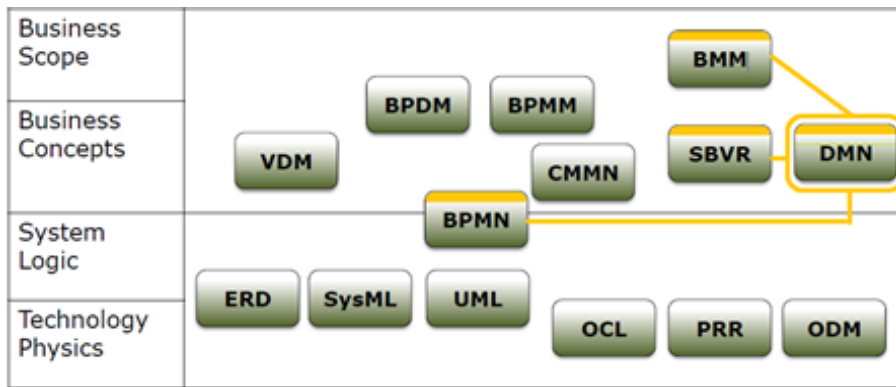 Business
Scope
BMM
BPDM
BPMM
Business
Concepts
VDM
CMMN
SBVR
DMN
BPMN
System
Logic
ERD
SysML
UML
Technology
Physics
OCL
PRR
ODM